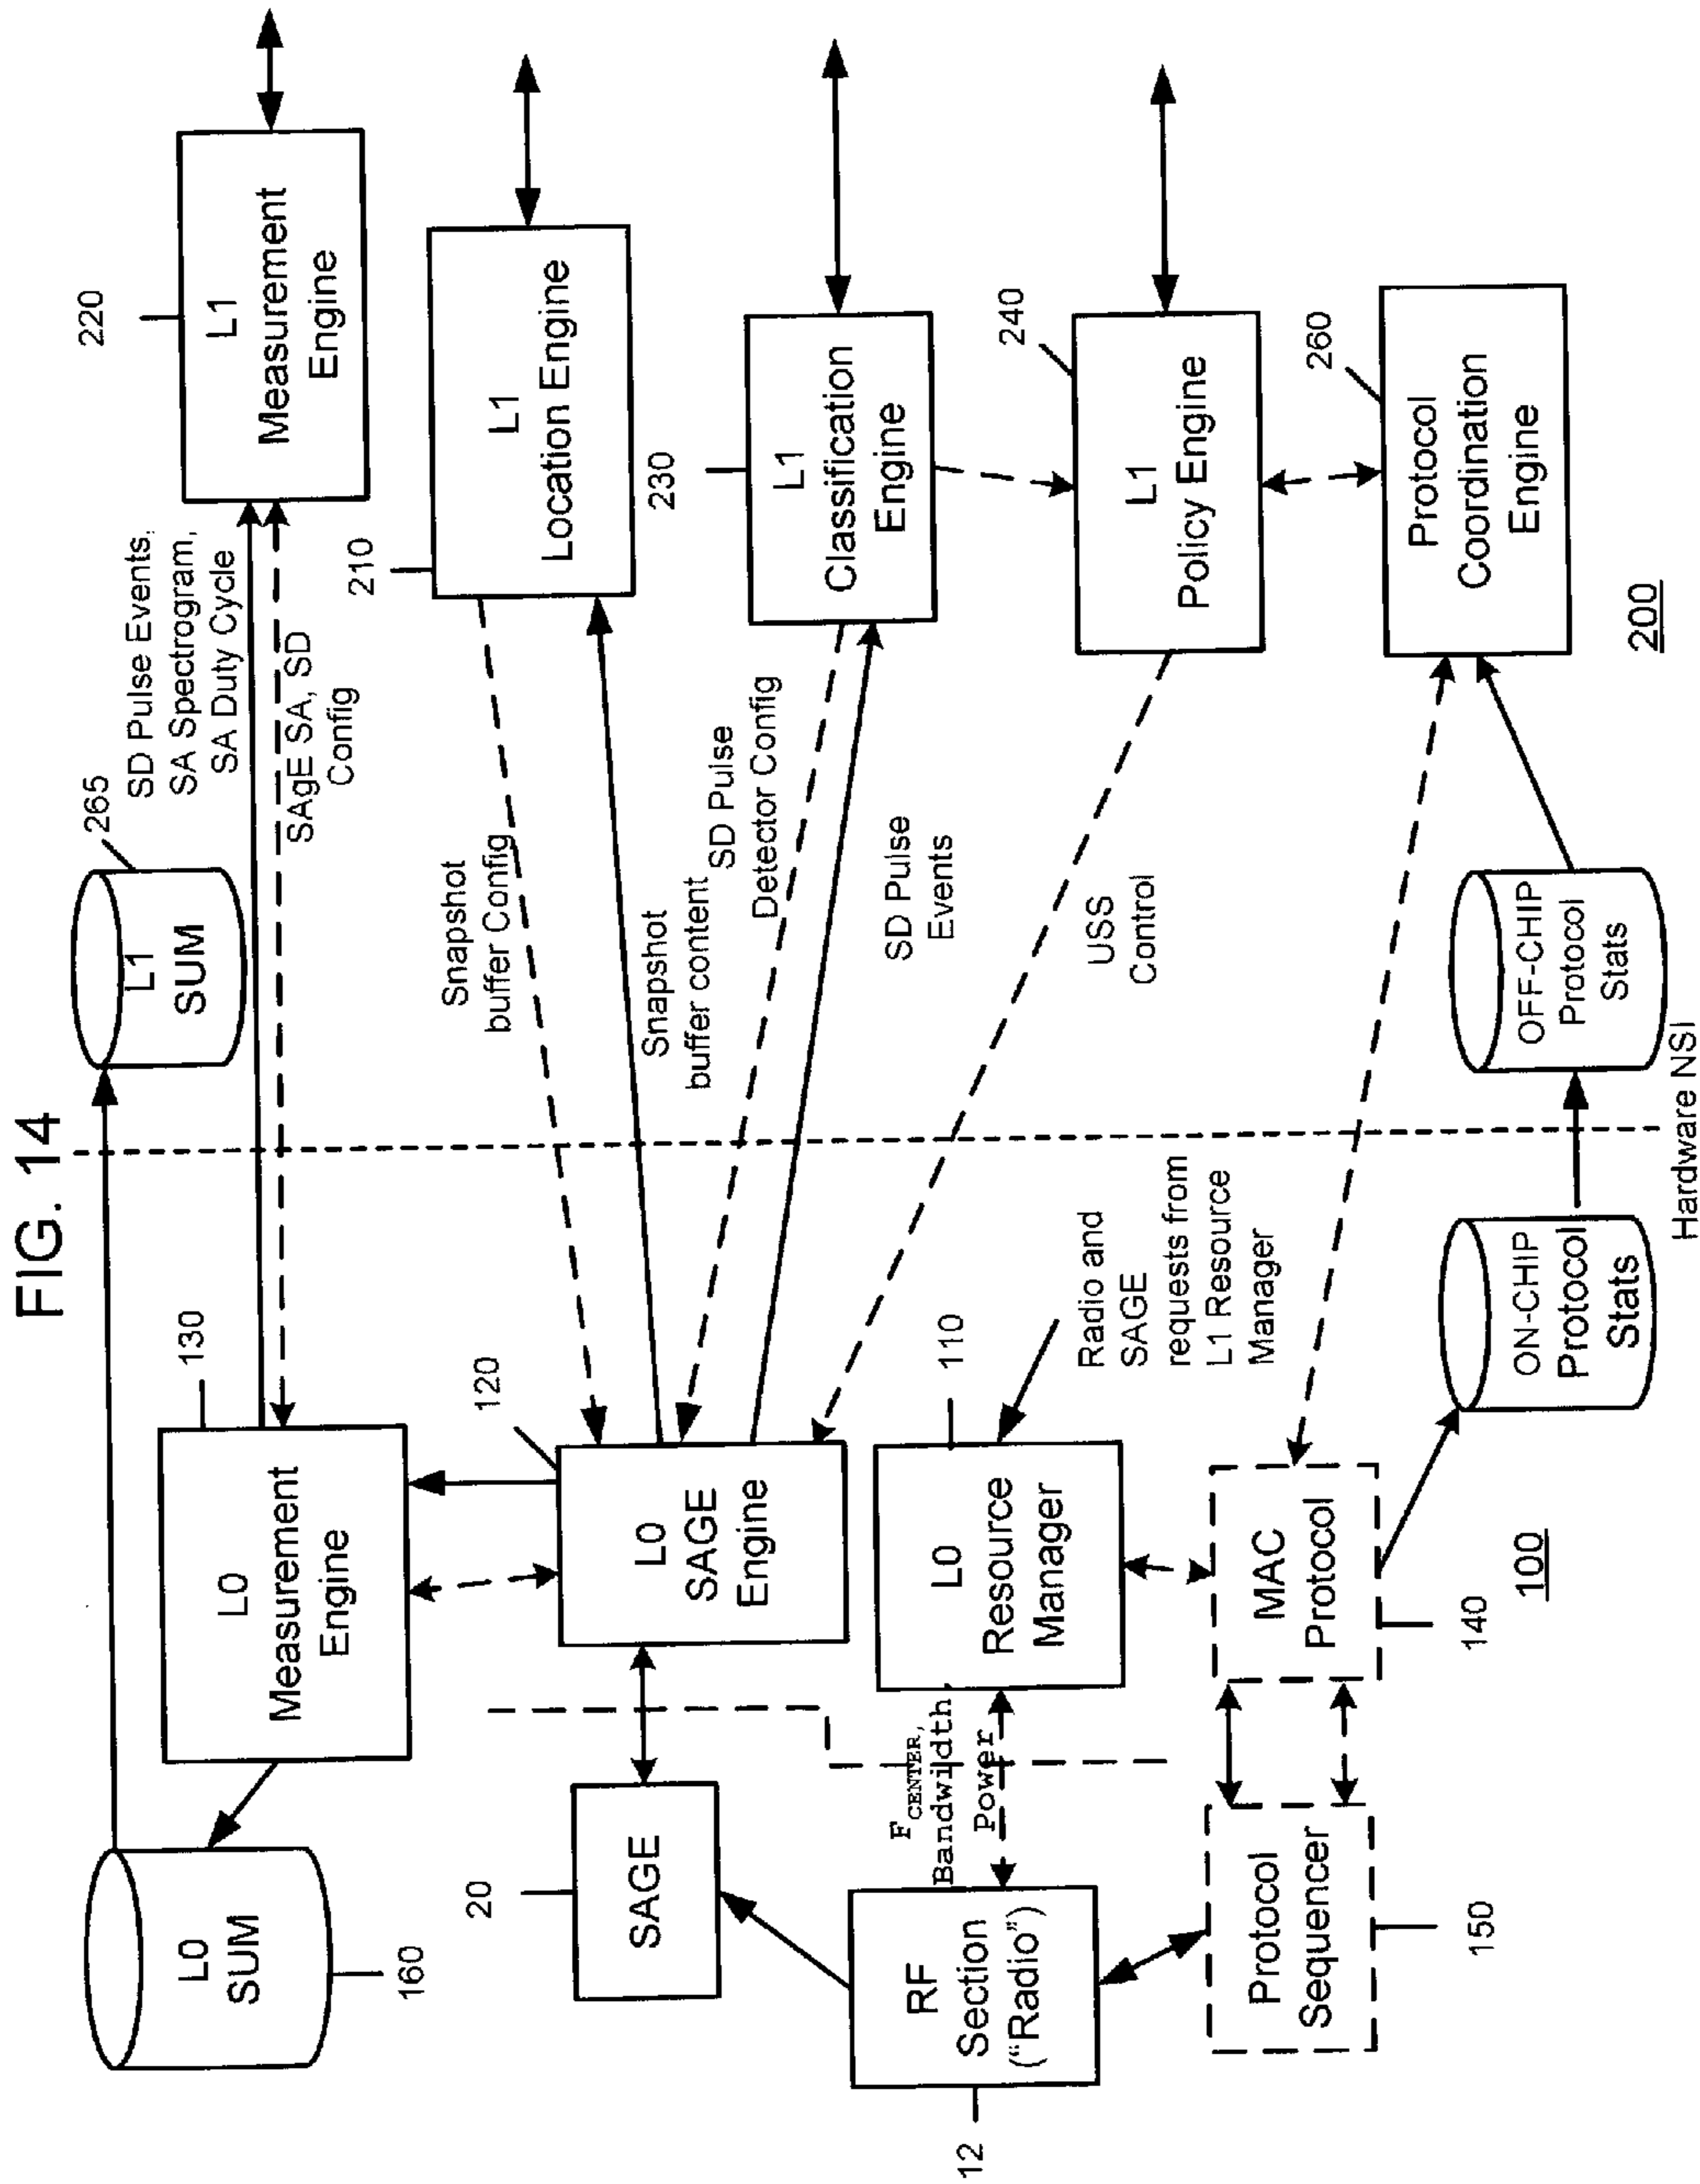 FIG. 14
L0
SUM
160
L0
Measurement
Engine
130
L1
SUM
265
SD Pulse Events,
SA Spectrogram,
SA Duty Cycle
SAgE SA, SD
Config
L1
Measurement
Engine
220
SAGE
20
L0
SAGE
Engine
120
Snapshot
buffer Config
Snapshot
buffer content
L1
Location Engine
210
SD Pulse
Detector Config
SD Pulse
Events
L1
Classification
Engine
230
RF
Section
("Radio")
12
FCENTER,
Bandwidth
Power
L0
Resource
Manager
110
Radio and
SAGE
requests from
L1 Resource
Manager
USS
Control
L1
Policy Engine
240
Protocol
Sequencer
150
MAC
Protocol
140
100
ON-CHIP
Protocol
Stats
OFF-CHIP
Protocol
Stats
Hardware NSI
Protocol
Coordination
Engine
260
200